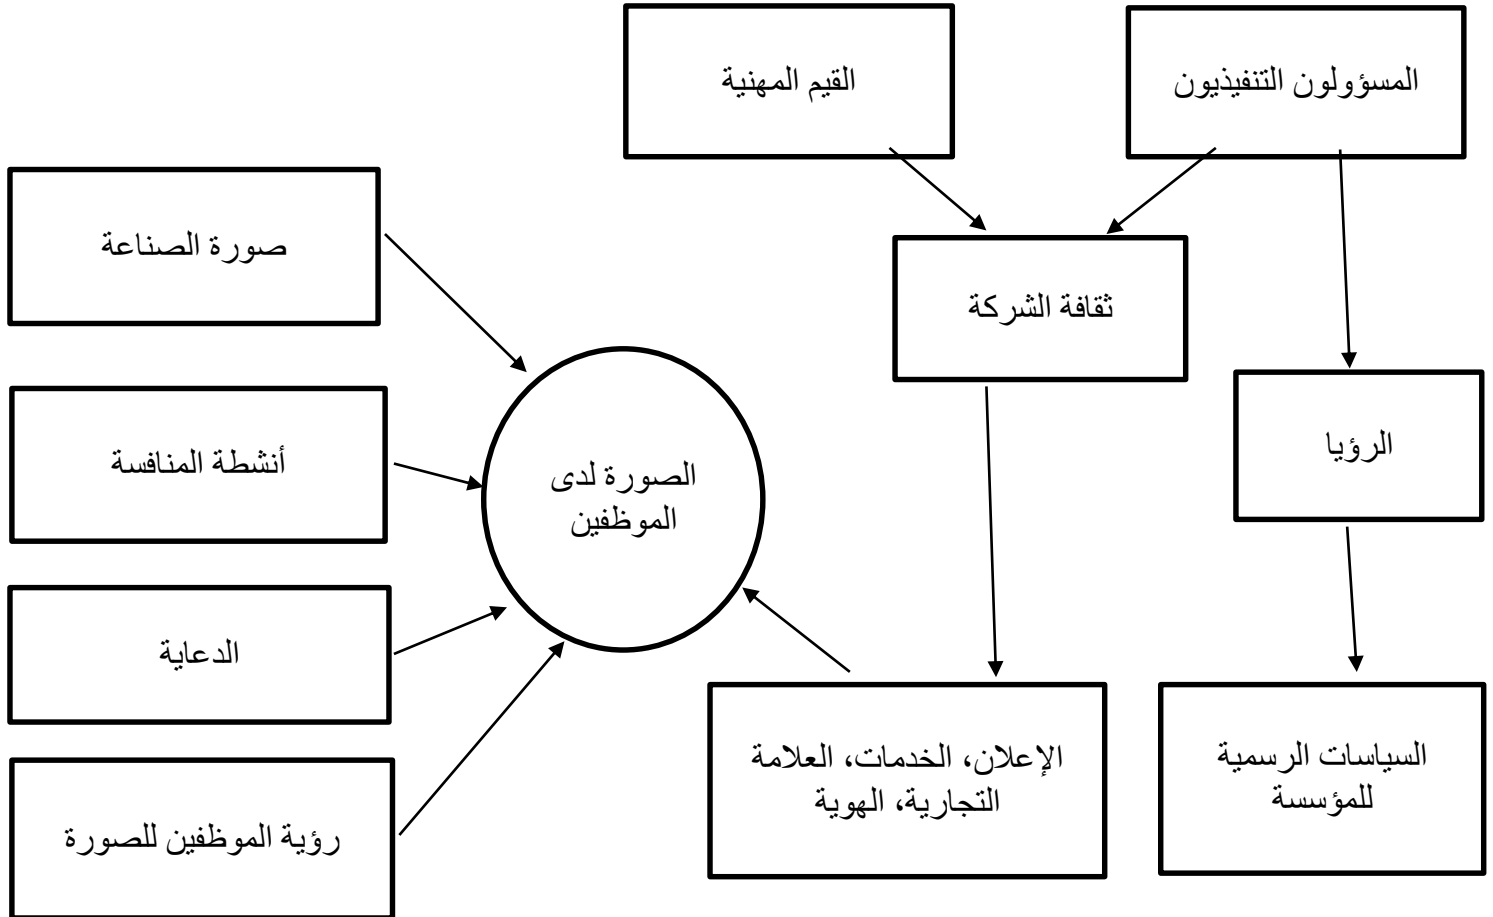 المسؤولون التنفيذيون
القيم المهنية
صورة الصناعة
ثقافة الشركة
الرؤيا
أنشطة المنافسة
الصورة لدى
الموظفين
الدعاية
السياسات الرسمية
للمؤسسة
الإعلان، الخدمات، العلامة
التجارية، الهوية
رؤية الموظفين للصورة